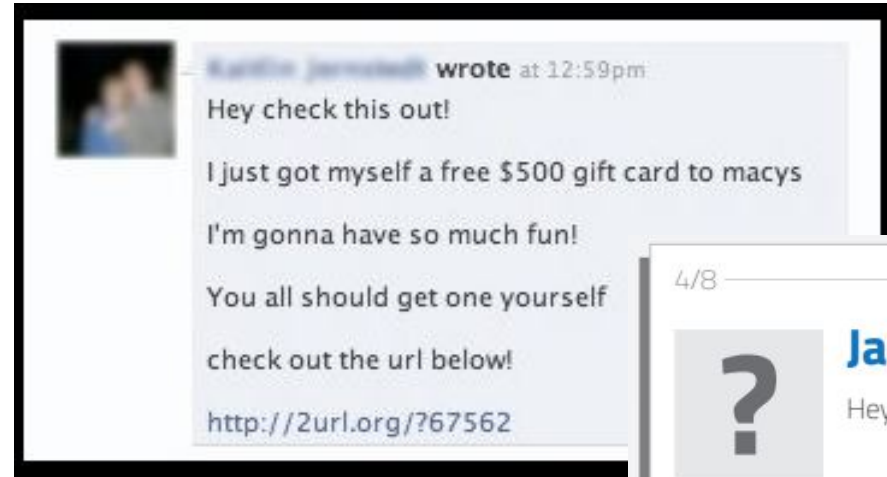 wrote at 12:59pm
Hey check this out!
I just got myself a free $500 gift card to macys
I'm gonna have so much fun!
You all should get one yourself
check out the url below!
http://2url.org/?67562
4/8
?
Ja
Hey